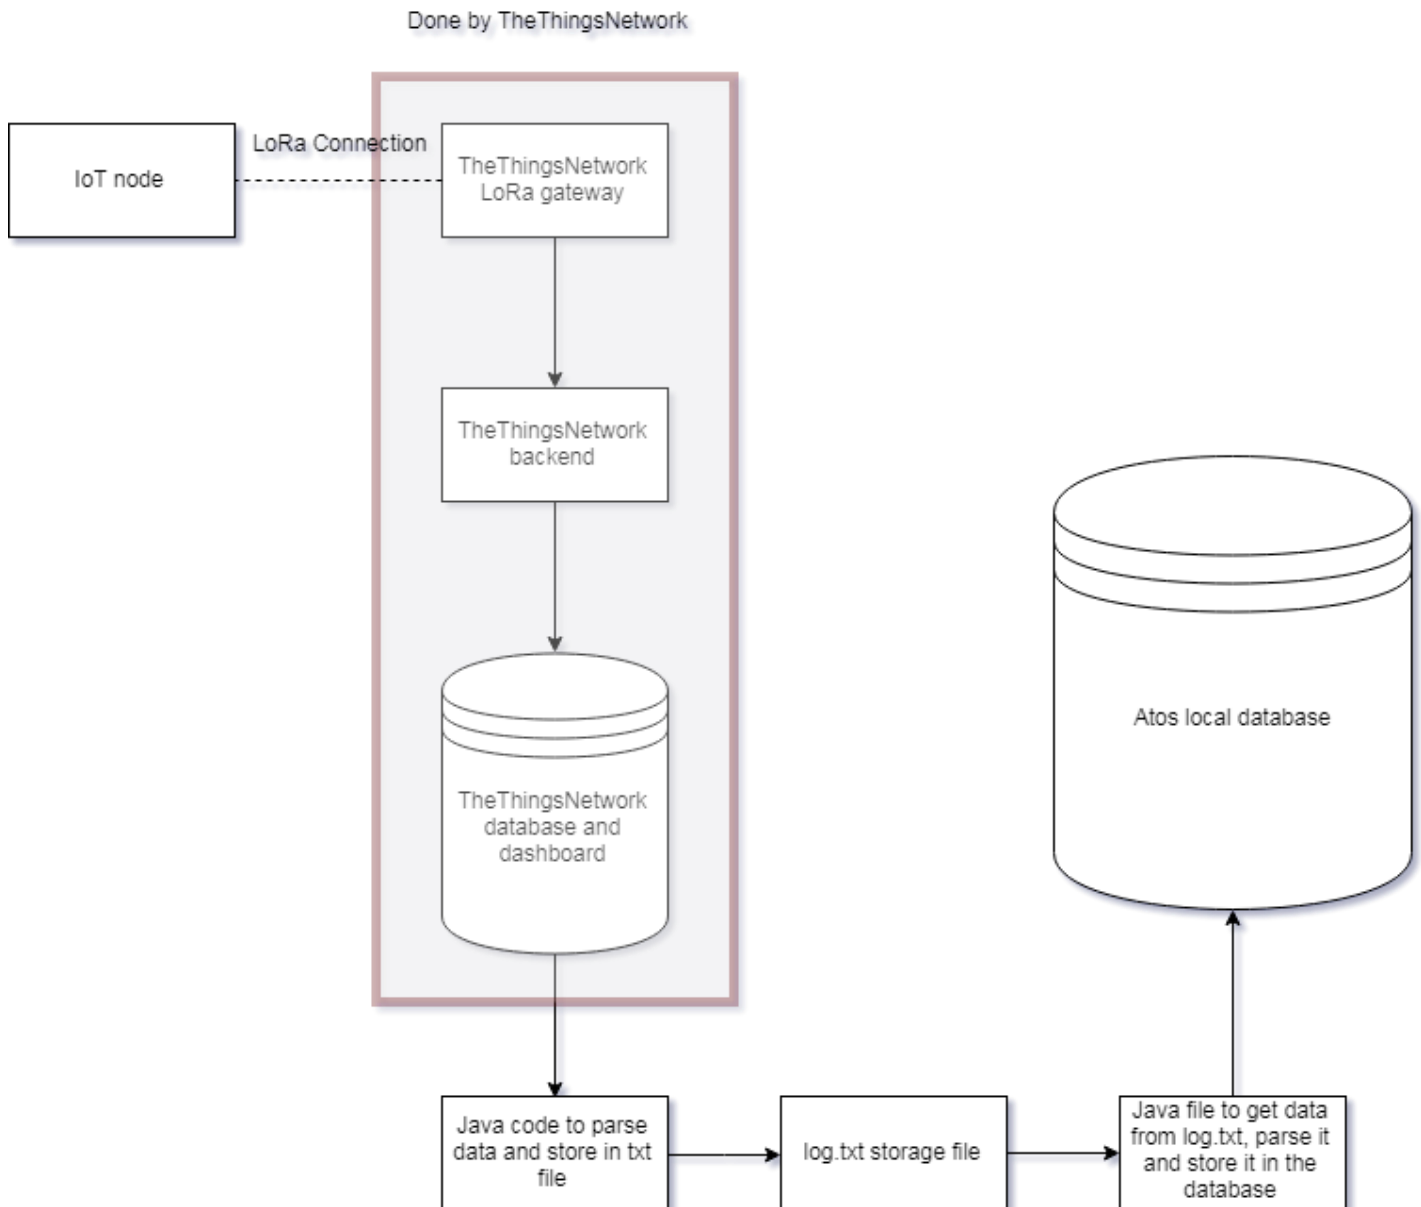 Done by TheThingsNetwork
IoT node
LoRa Connection
TheThingsNetwork
LoRa gateway
TheThingsNetwork
backend
TheThingsNetwork
database and
dashboard
Atos local database
Java code to parse
data and store in txt
file
log.txt storage file
Java file to get data
from log.txt, parse it
and store it in the
database